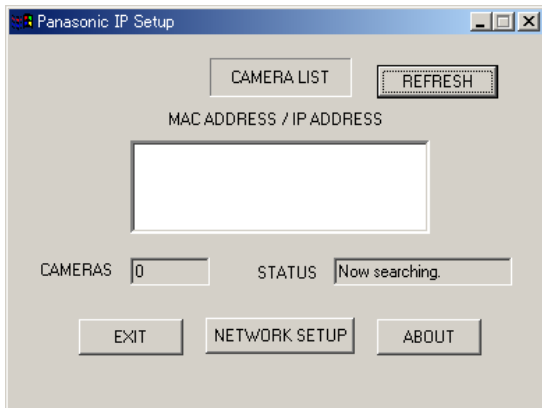 Panasonic IP Setup
CAMERA LIST
REFRESH
MAC ADDRESS / IP ADDRESS
CAMERAS 0 STATUS Now searching.
EXIT NETWORK SETUP ABOUT